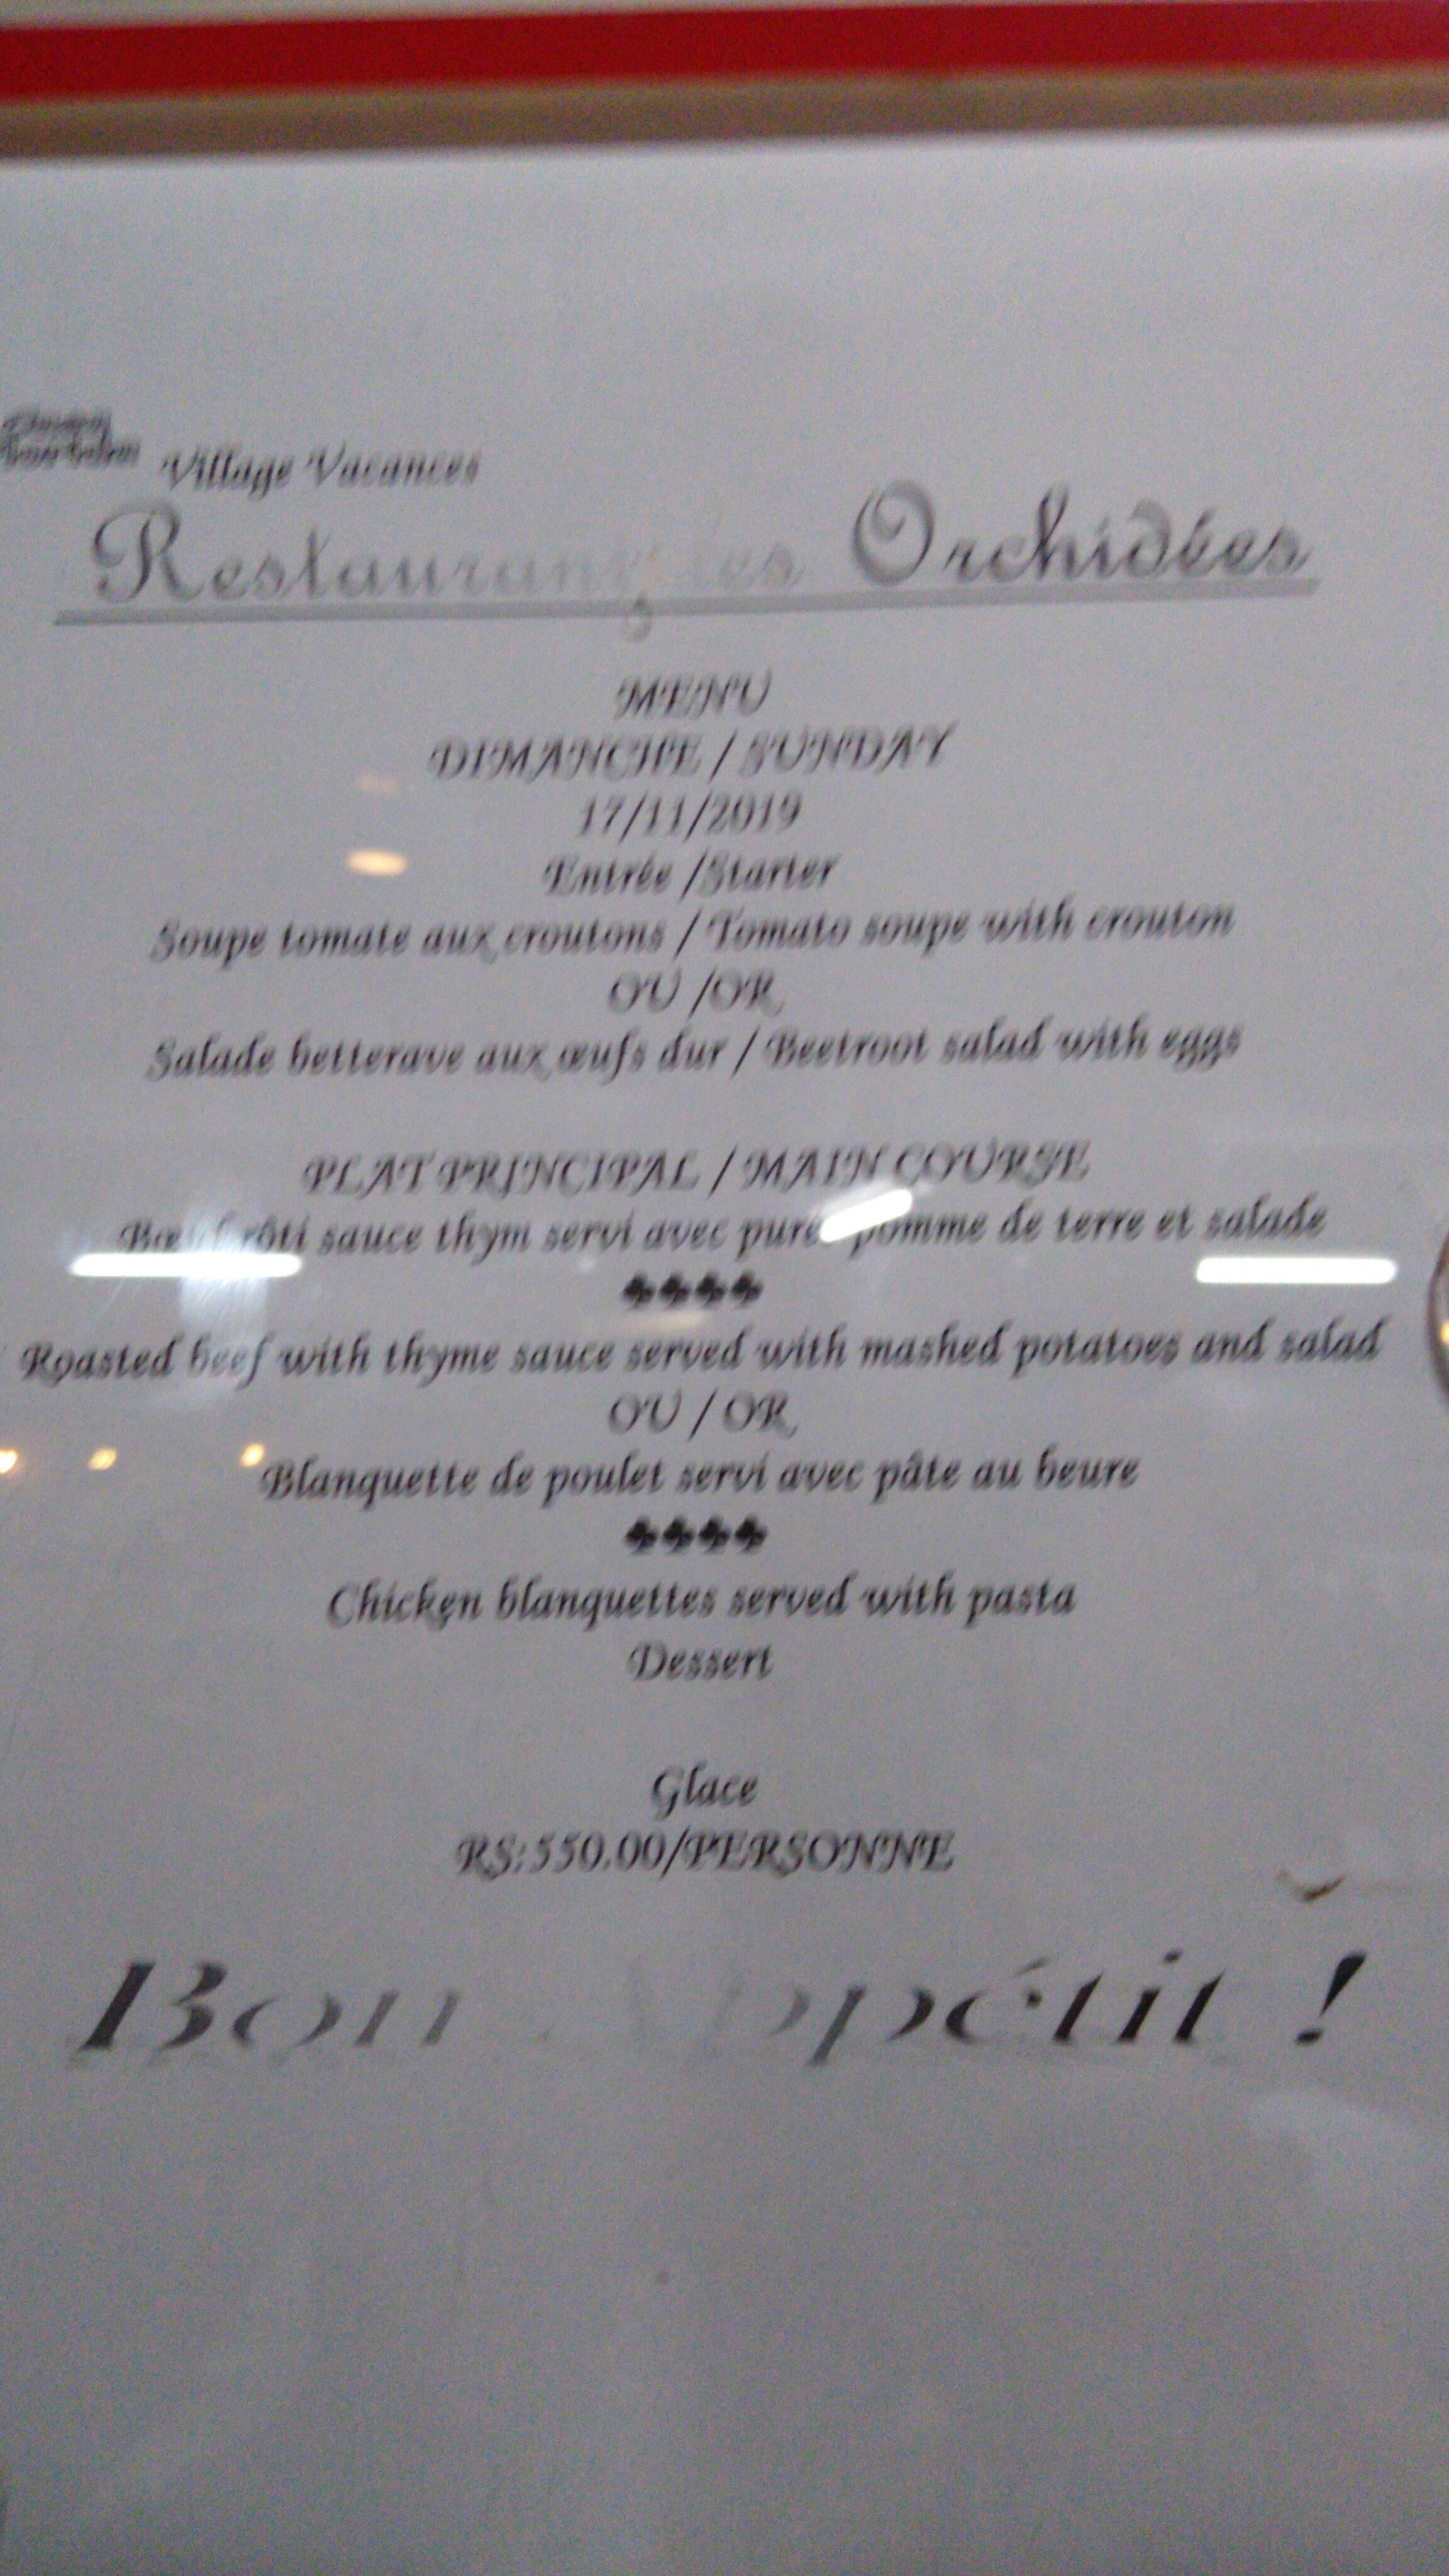 Village Vacances
Restaurant les Orchidées
MENU
DIMANCHE / SUNDAY
17/11/2019
Entrée /Starter
Soupe tomate aux croutons / Tomato soupe with crouton
OU /OR
Salade betterave aux œufs dur / Beetroot salad with eggs
PLAT PRINCIPAL / MAIN COURSE
Bœuf rôti sauce thym servi avec purée pomme de terre et salade
♣♣♣♣
Roasted beef with thyme sauce served with mashed potatoes and salad
OU / OR
Blanquette de poulet servi avec pâte au beure
♣♣♣♣
Chicken blanquettes served with pasta
Dessert
Glace
RS:550.00/PERSONNE
Bon ppétit !